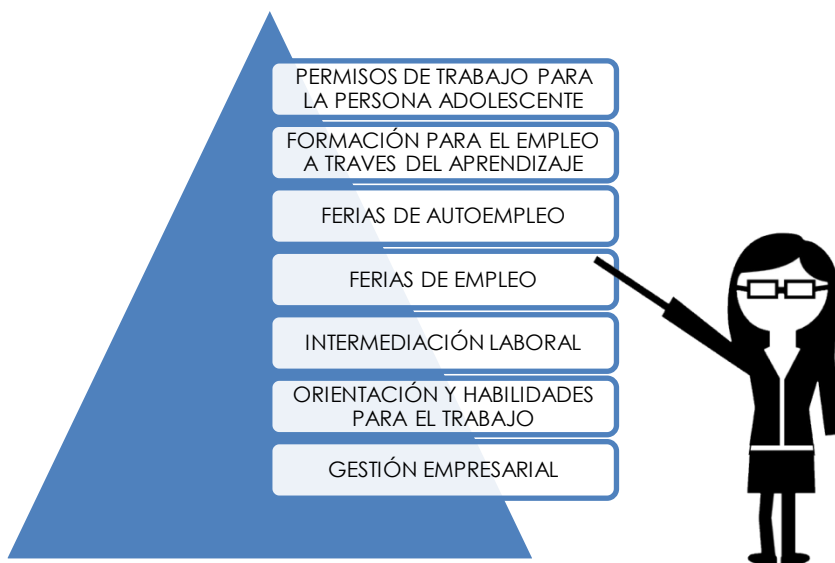 PERMISOS DE TRABAJO PARA
LA PERSONA ADOLESCENTE
FORMACIÓN PARA EL EMPLEO
A TRAVES DEL APRENDIZAJE
FERIAS DE AUTOEMPLEO
FERIAS DE EMPLEO
INTERMEDIACIÓN LABORAL
ORIENTACIÓN Y HABILIDADES
PARA EL TRABAJO
GESTIÓN EMPRESARIAL